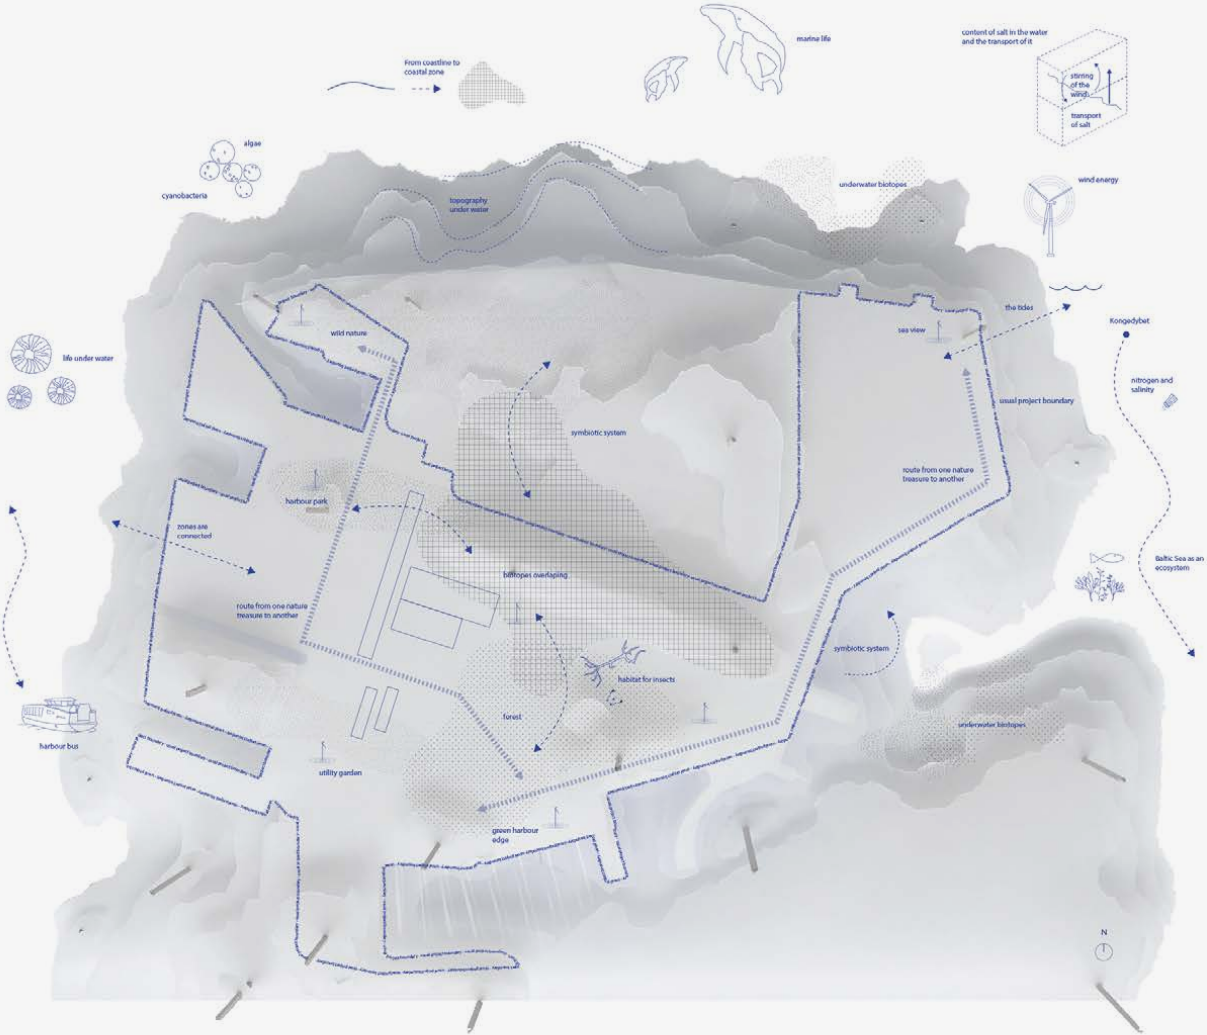 marine life
content of salt in the water
and the transport of it
From coastline to
coastal zone
stirring
of the
wind
transport
of salt
algae
cyanobacteria
topography
under water
underwater biotopes
wind energy
the tides
Kongedybet
wild nature
sea view
life under water
nitrogen and
salinity
usual project boundary
symbiotic system
route from one nature
treasure to another
harbour park
zones are
connected
biotopes overlaping
Baltic Sea as an
ecosystem
route from one nature
treasure to another
symbiotic system
habitat for insects
forest
underwater biotopes
harbour bus
utility garden
green harbour
edge
N